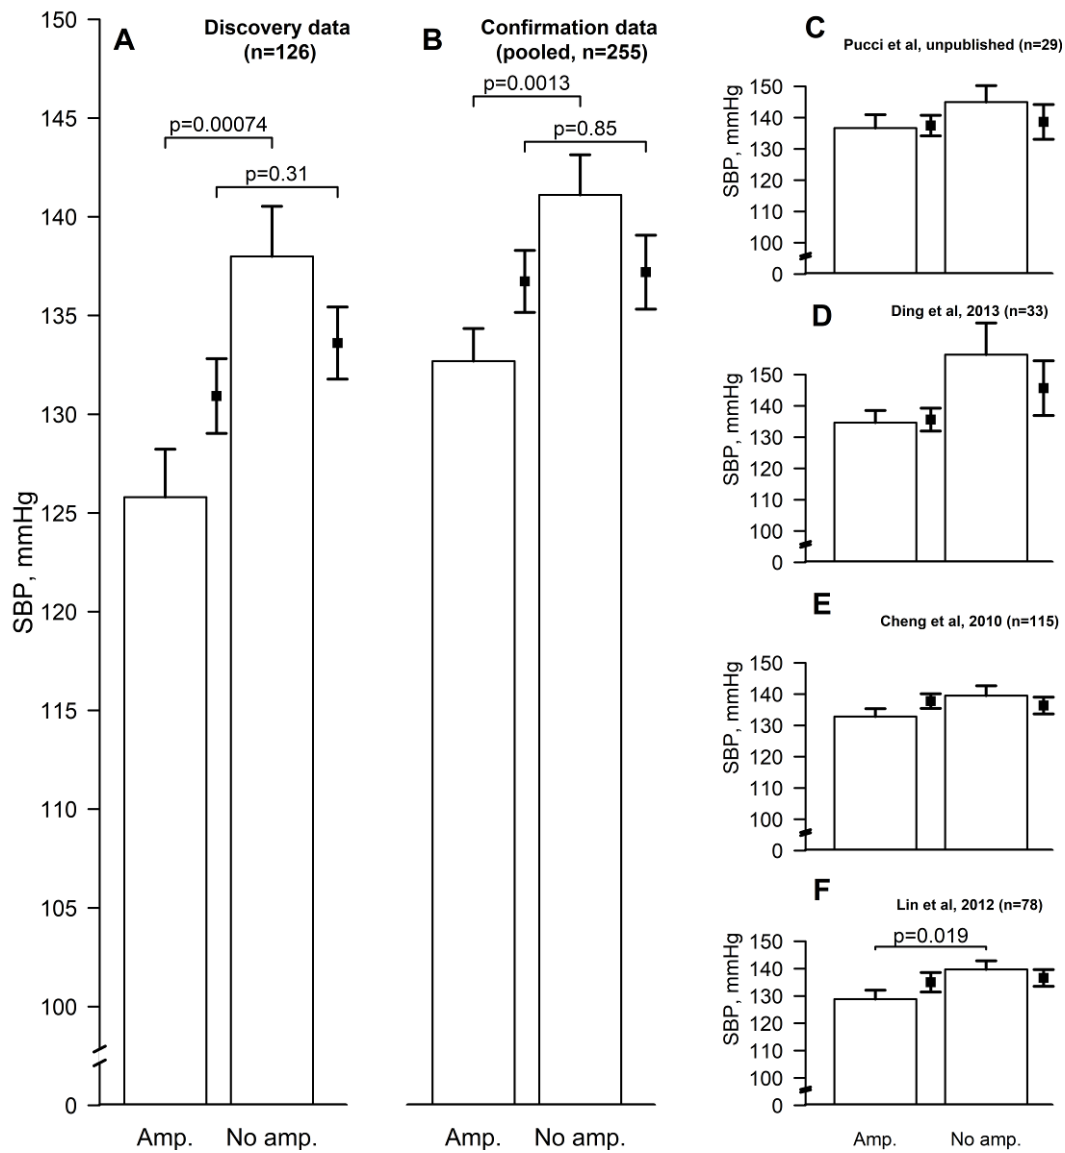 A
Discovery data
(n=126)
SBP, mmHg
150
145
140
135
130
125
120
115
110
105
100
0
p=0.00074
p=0.31
Amp.
No amp.
B
Confirmation data
(pooled, n=255)
p=0.0013
p=0.85
Amp.
No amp.
C
Pucci et al, unpublished (n=29)
SBP, mmHg
150
140
130
120
110
100
0
D
Ding et al, 2013 (n=33)
SBP, mmHg
150
140
130
120
110
100
0
E
Cheng et al, 2010 (n=115)
SBP, mmHg
150
140
130
120
110
100
0
F
Lin et al, 2012 (n=78)
SBP, mmHg
150
140
130
120
110
100
0
p=0.019
Amp.
No amp.